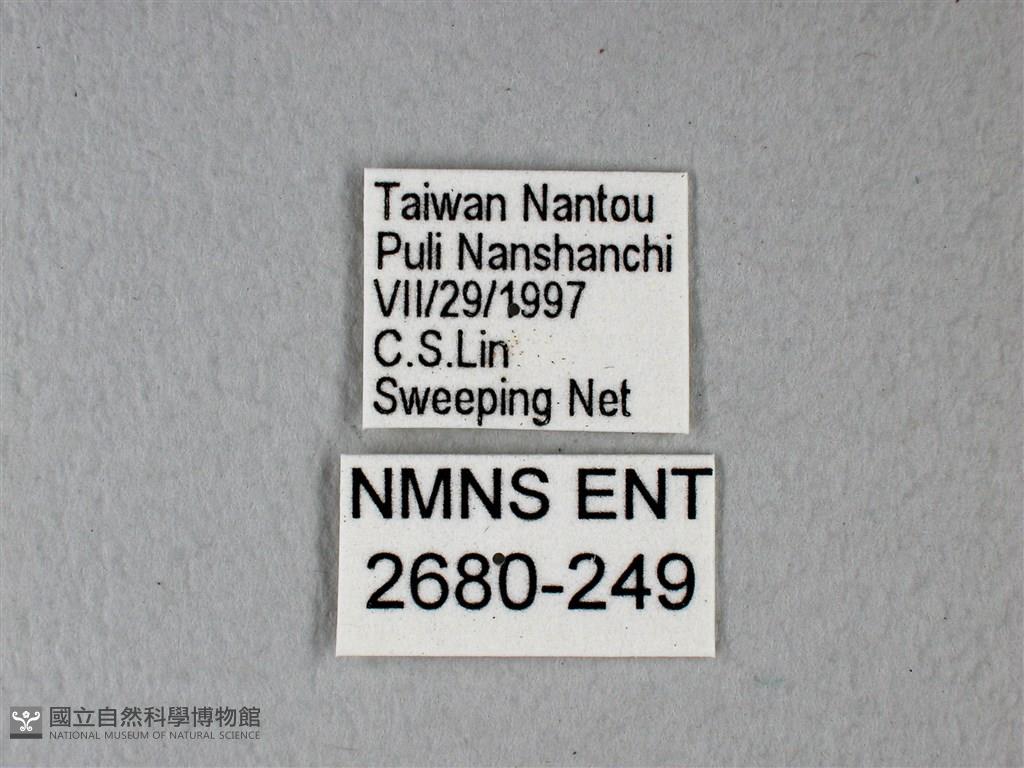 Taiwan Nantou
Puli Nanshanchi
VII/29/1997
C.S.Lin
Sweeping Net
NMNS ENT
2680-249
國立自然科學博物館
NATIONAL MUSEUM OF NATURAL SCIENCE